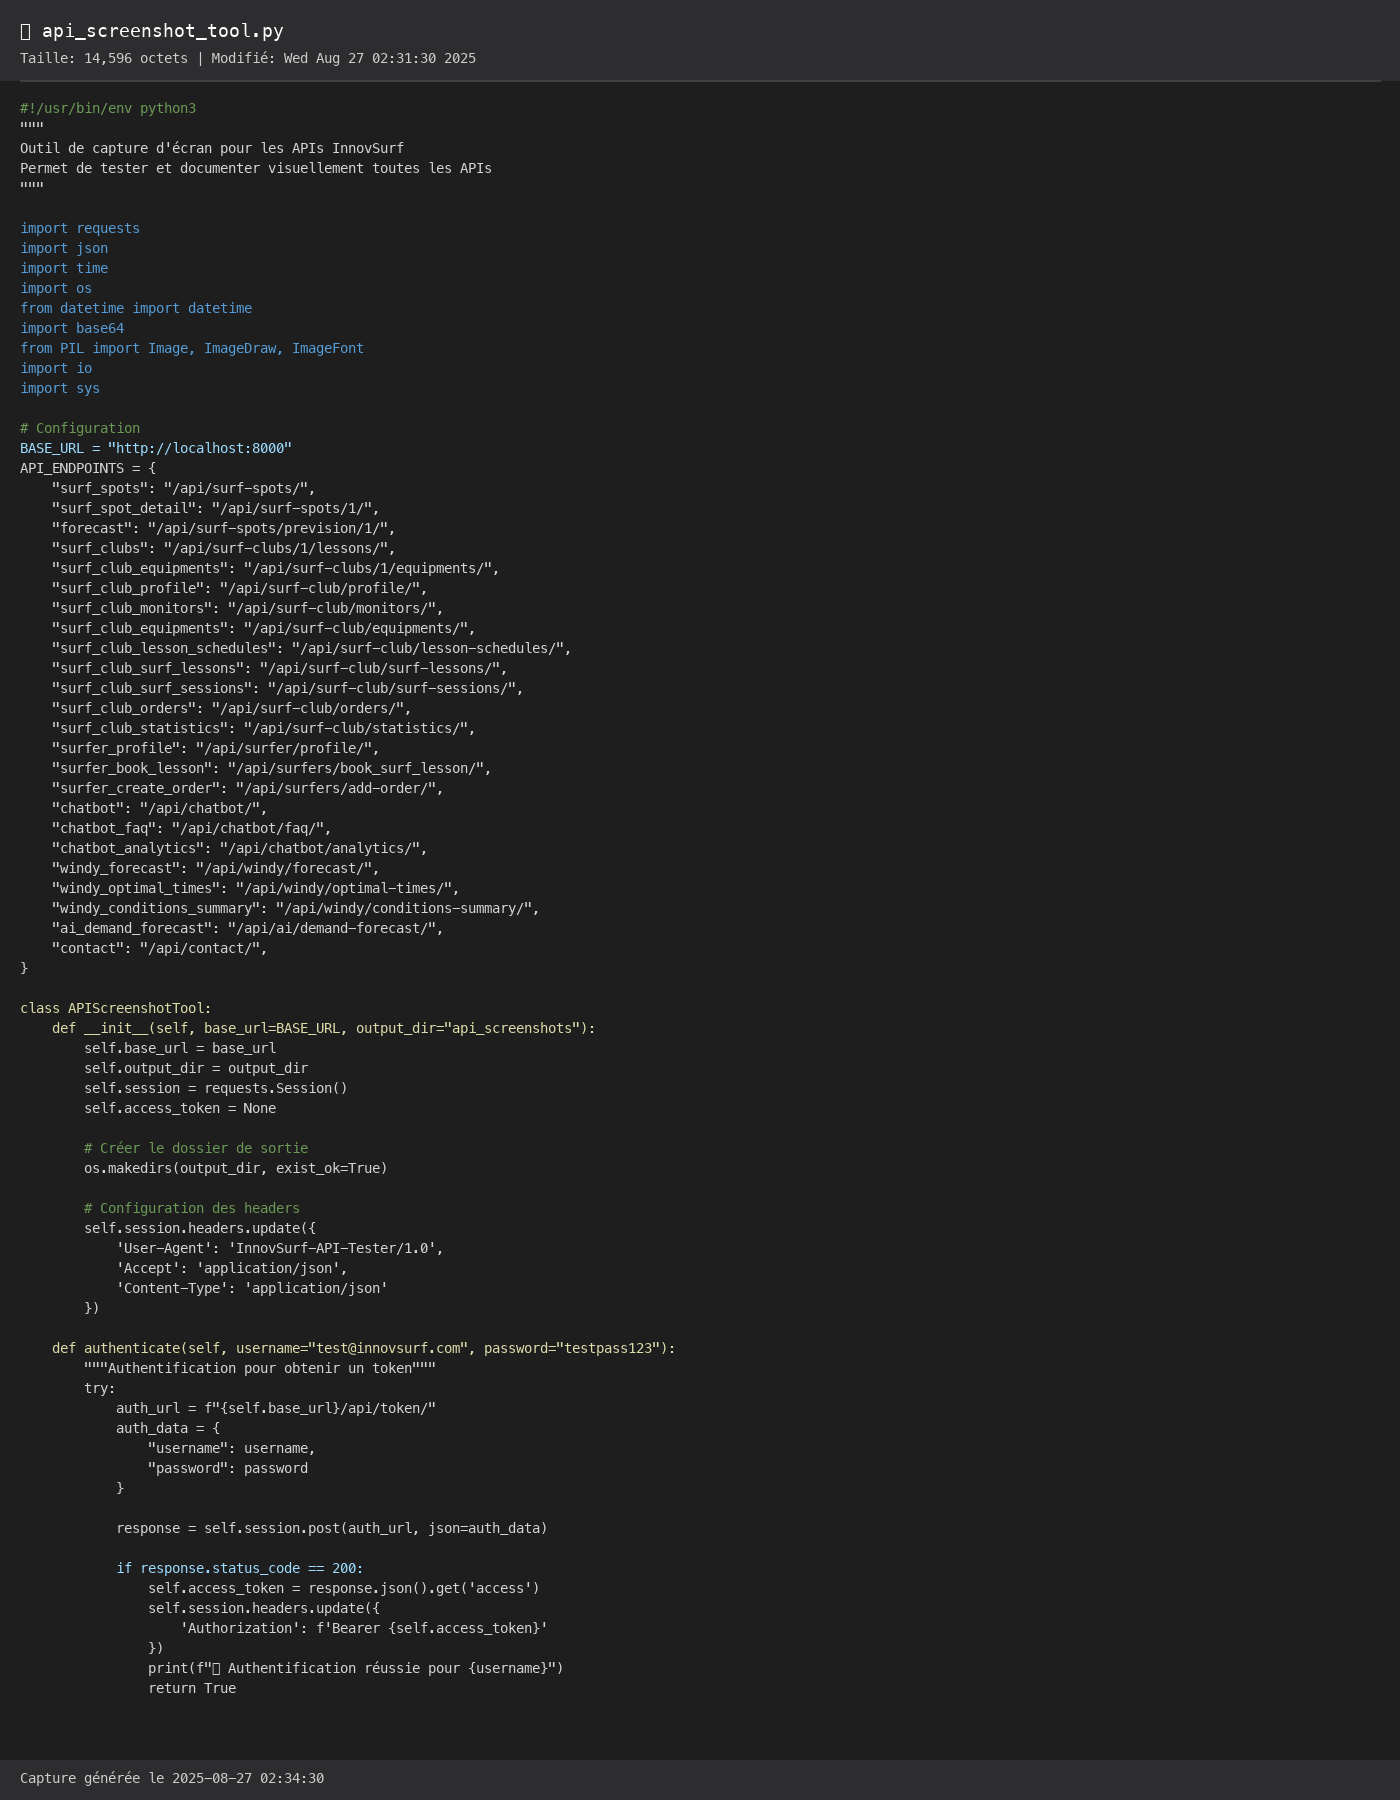 api_screenshot_tool.py
Taille: 14,596 octets | Modifié: Wed Aug 27 02:31:30 2025
#!/usr/bin/env python3
"""
Outil de capture d'écran pour les APIs InnovSurf
Permet de tester et documenter visuellement toutes les APIs
"""
import requests
import json
import time
import os
from datetime import datetime
import base64
from PIL import Image, ImageDraw, ImageFont
import io
import sys
# Configuration
BASE_URL = "http://localhost:8000"
API_ENDPOINTS = {
    "surf_spots": "/api/surf-spots/",
    "surf_spot_detail": "/api/surf-spots/1/",
    "forecast": "/api/surf-spots/prevision/1/",
    "surf_clubs": "/api/surf-clubs/1/lessons/",
    "surf_club_equipments": "/api/surf-clubs/1/equipments/",
    "surf_club_profile": "/api/surf-club/profile/",
    "surf_club_monitors": "/api/surf-club/monitors/",
    "surf_club_equipments": "/api/surf-club/equipments/",
    "surf_club_lesson_schedules": "/api/surf-club/lesson-schedules/",
    "surf_club_surf_lessons": "/api/surf-club/surf-lessons/",
    "surf_club_surf_sessions": "/api/surf-club/surf-sessions/",
    "surf_club_orders": "/api/surf-club/orders/",
    "surf_club_statistics": "/api/surf-club/statistics/",
    "surfer_profile": "/api/surfer/profile/",
    "surfer_book_lesson": "/api/surfers/book_surf_lesson/",
    "surfer_create_order": "/api/surfers/add-order/",
    "chatbot": "/api/chatbot/",
    "chatbot_faq": "/api/chatbot/faq/",
    "chatbot_analytics": "/api/chatbot/analytics/",
    "windy_forecast": "/api/windy/forecast/",
    "windy_optimal_times": "/api/windy/optimal-times/",
    "windy_conditions_summary": "/api/windy/conditions-summary/",
    "ai_demand_forecast": "/api/ai/demand-forecast/",
    "contact": "/api/contact/",
}
class APIScreenshotTool:
    def __init__(self, base_url=BASE_URL, output_dir="api_screenshots"):
        self.base_url = base_url
        self.output_dir = output_dir
        self.session = requests.Session()
        self.access_token = None
        # Créer le dossier de sortie
        os.makedirs(output_dir, exist_ok=True)
        # Configuration des headers
        self.session.headers.update({
            'User-Agent': 'InnovSurf-API-Tester/1.0',
            'Accept': 'application/json',
            'Content-Type': 'application/json'
        })
    def authenticate(self, username="test@innovsurf.com", password="testpass123"):
        """Authentification pour obtenir un token"""
        try:
            auth_url = f"{self.base_url}/api/token/"
            auth_data = {
                "username": username,
                "password": password
            }
            response = self.session.post(auth_url, json=auth_data)
            if response.status_code == 200:
                self.access_token = response.json().get('access')
                self.session.headers.update({
                    'Authorization': f'Bearer {self.access_token}'
                })
                print(f" Authentification réussie pour {username}")
                return True
Capture générée le 2025-08-27 02:34:30